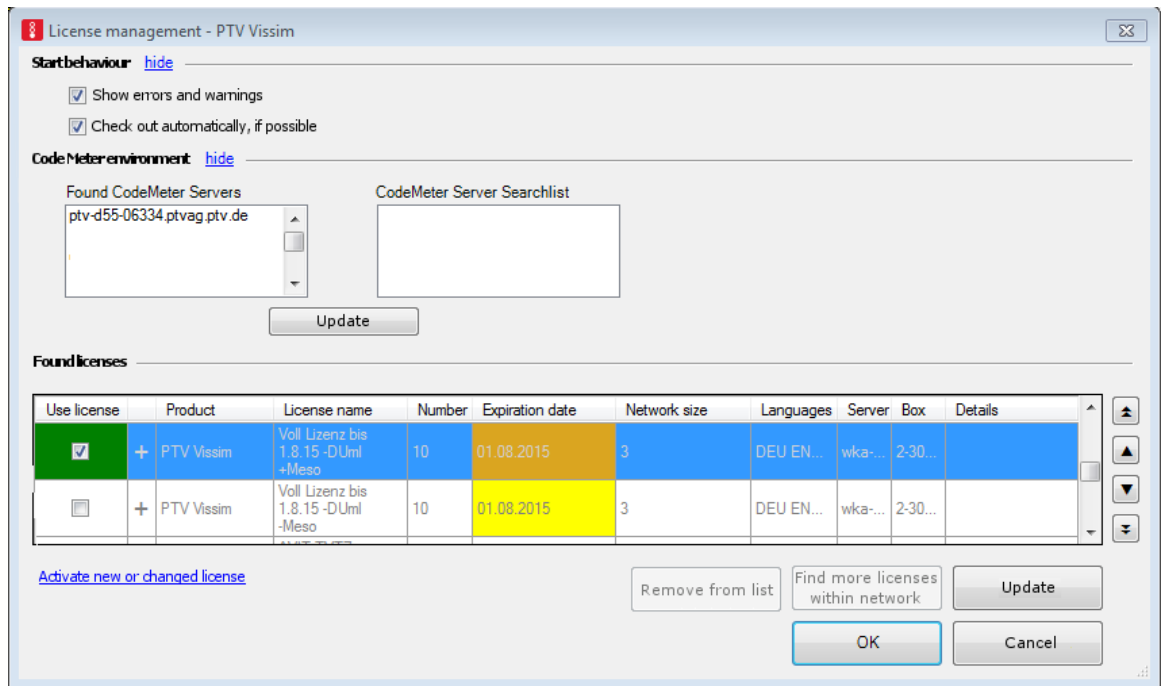 License management - PTV Vissim
Start behaviour hide
Show errors and warnings
Check out automatically, if possible
Code Meter environment hide
Found CodeMeter Servers CodeMeter Server Searchlist
ptv-d55-06334.ptvag.ptv.de
Update
Found licenses
Use license Product License name Number Expiration date Network size Languages Server Box Details
Voll Lizenz bis
+ PTV Vissim 1.8.15 -DUml 10 01.08.2015 3 DEU EN... wka-... 2-30...
+Meso
Voll Lizenz bis
+ PTV Vissim 1.8.15 -DUml 10 01.08.2015 3 DEU EN... wka-... 2-30...
-Meso
Activate new or changed license
Remove from list
Find more licenses
within network
Update
OK Cancel